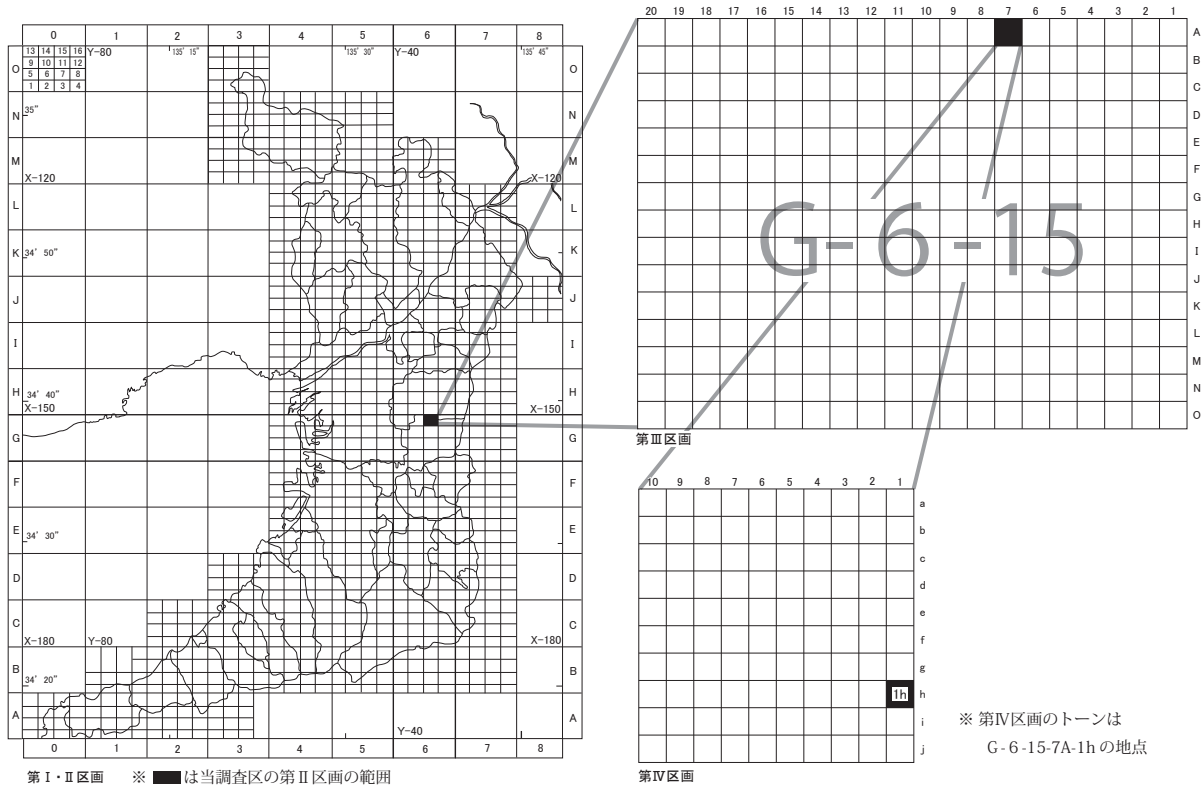 0 1 2 3 4 5 6 7 8
13 14 15 16
9 10 11 12
5 6 7 8
1 2 3 4
Y-80
135° 15"
135° 30"
Y-40
135° 45"
O
N
M
L
K
J
I
H
G
F
E
D
C
B
A
35°
X-120
34° 50"
34° 40"
X-150
34° 30"
X-180
Y-80
34° 20"
X-120
X-150
X-180
Y-40
O
N
M
L
K
J
I
H
G
F
E
D
C
B
A
0 1 2 3 4 5 6 7 8
第Ⅰ・Ⅱ区画 ※ は当調査区の第Ⅱ区画の範囲
20 19 18 17 16 15 14 13 12 11 10 9 8 7 6 5 4 3 2 1
A
B
C
D
E
F
G
H
I
J
K
L
M
N
O
G-6-15
第Ⅲ区画
10 9 8 7 6 5 4 3 2 1
a
b
c
d
e
f
g
h
i
j
1h
第Ⅳ区画
※ 第Ⅳ区画のトーンは
G-6-15-7A-1hの地点